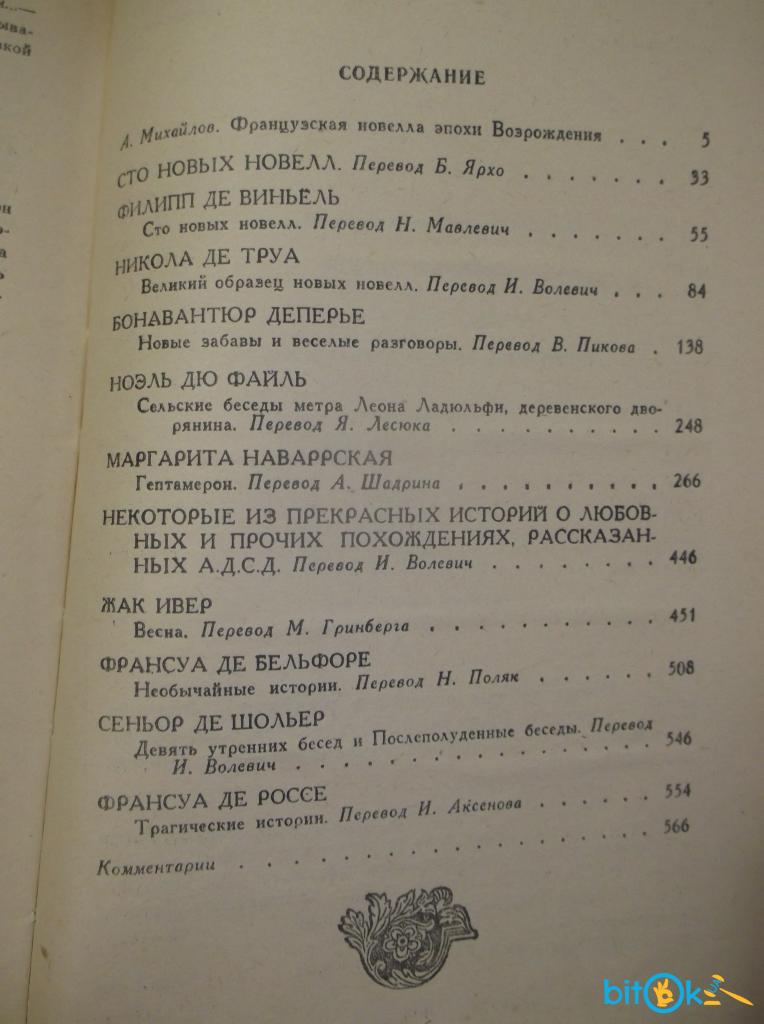 СОДЕРЖАНИЕ
А. Михайлов. Французская новелла эпохи Возрождения . . . 5
СТО НОВЫХ НОВЕЛЛ. Перевод Б. Ярхо . . . . . . . 33
ФИЛИПП ДЕ ВИНЬЁЛЬ
Сто новых новелл. Перевод Н. Мавлевич . . . . . . . 55
НИКОЛА ДЕ ТРУА
Великий образец новых новелл. Перевод И. Волевич . . . 84
БОНАВАНТЮР ДЕПЕРЬЕ
Новые забавы и веселые разговоры. Перевод В. Пикова . 138
НОЭЛЬ ДЮ ФАЙЛЬ
Сельские беседы метра Леона Ладюльфи, деревенского дво-
рянина. Перевод Я. Лесюка . . . . . . . . . . 248
МАРГАРИТА НАВАРРСКАЯ
Гептамерон. Перевод А. Шадрина . . . . . . . . . 266
НЕКОТОРЫЕ ИЗ ПРЕКРАСНЫХ ИСТОРИЙ О ЛЮБОВ-
НЫХ И ПРОЧИХ ПОХОЖДЕНИЯХ, РАССКАЗАН-
НЫХ А.Д.С.Д. Перевод И. Волевич . . . . . . . . 446
ЖАК ИВЕР
Весна. Перевод М. Гринберга . . . . . . . . . . 451
ФРАНСУА ДЕ БЕЛЬФОРЕ
Необычайные истории. Перевод Н. Поляк . . . . . . 508
СЕНЬОР ДЕ ШОЛЬЕР
Девять утренних бесед и Послеполуденные беседы. Перевод
И. Волевич . . . . . . . . . . . . . . . 546
ФРАНСУА ДЕ РОССЕ
Трагические истории. Перевод И. Аксенова . . . . . . 554
Комментарии . . . . . . . . . . . . . . . . 566
bitOk